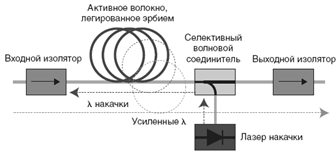 Активное волокно,
легированное эрбием
Селективный
волновой
соединитель
Входной изолятор
Выходной изолятор
λ накачки
Усиленные λ
Лазер накачки